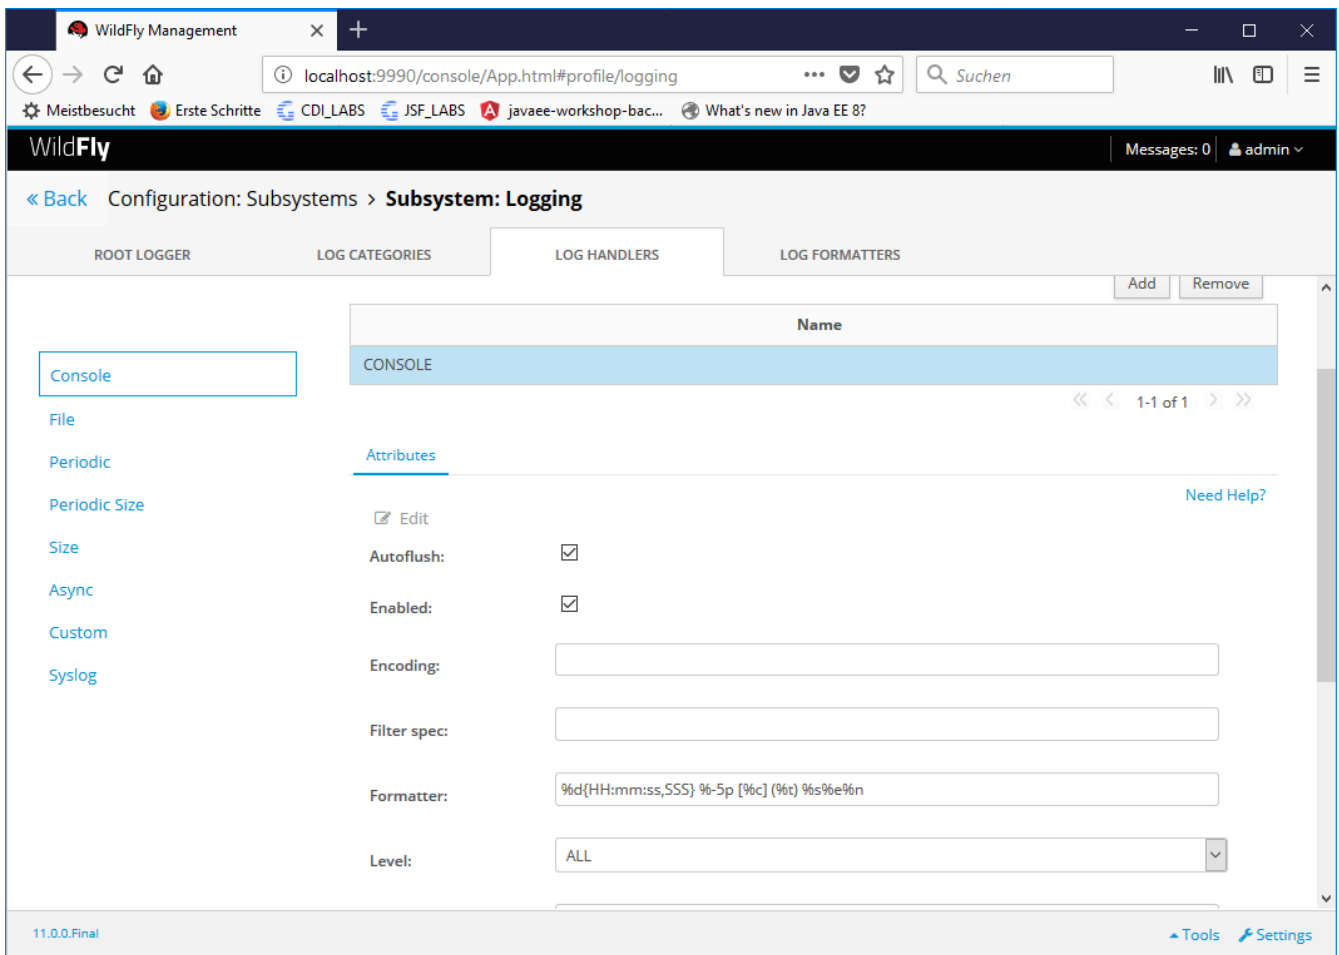 WildFly Management
localhost:9990/console/App.html#profile/logging
Suchen
Meistbesucht Erste Schritte CDI_LABS JSF_LABS javaee-workshop-bac... What's new in Java EE 8?
WildFly Messages: 0 admin
« Back Configuration: Subsystems > Subsystem: Logging
ROOT LOGGER LOG CATEGORIES LOG HANDLERS LOG FORMATTERS
Add Remove
Name
CONSOLE
1-1 of 1
Console
File
Periodic
Periodic Size
Size
Async
Custom
Syslog
Attributes
Need Help?
Edit
Autoflush:
Enabled:
Encoding:
Filter spec:
Formatter: %d{HH:mm:ss,SSS} %-5p [%c] (%t) %s%e%n
Level: ALL
11.0.0.Final Tools Settings